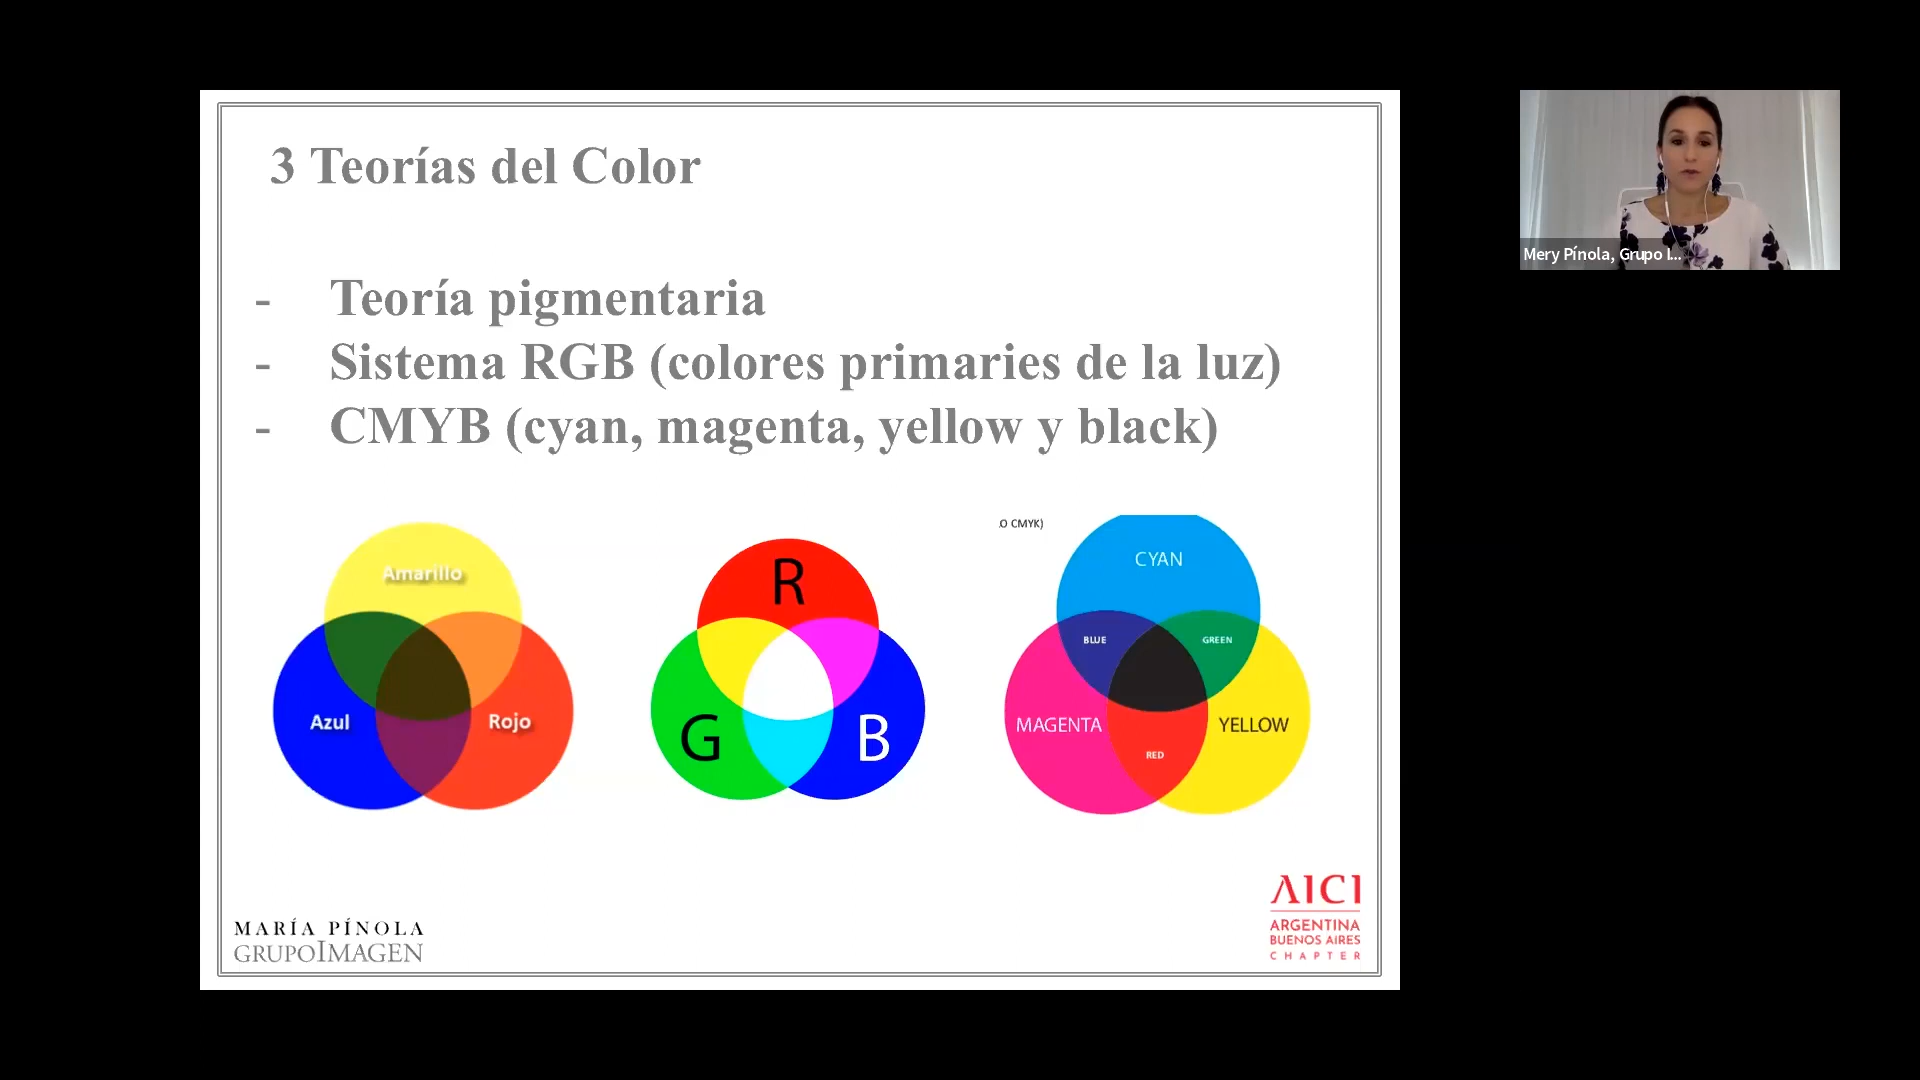 3 Teorías del Color
- Teoría pigmentaria
- Sistema RGB (colores primaries de la luz)
- CMYB (cyan, magenta, yellow y black)
Amarillo
Azul
Rojo
R
G
B
O CMYK)
CYAN
BLUE
GREEN
MAGENTA
YELLOW
RED
MARÍA PÍNOLA
GRUPOIMAGEN
AICI
ARGENTINA
BUENOS AIRES
CHAPTER
Mery Pínola, Grupo I...